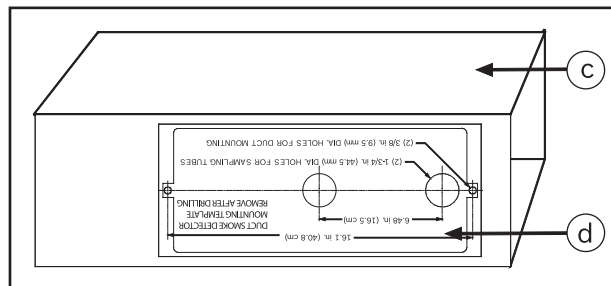 c
16.1 in. (40.8 cm)
6.48 in. (16.5 cm)
DUCT SMOKE DETECTOR
MOUNTING TEMPLATE
REMOVE AFTER DRILLING
(2) 1-3/4 in. (44.5 mm) DIA. HOLES FOR SAMPLING TUBES
(2) 3/8 in. (9.5 mm) DIA. HOLES FOR DUCT MOUNTING
d